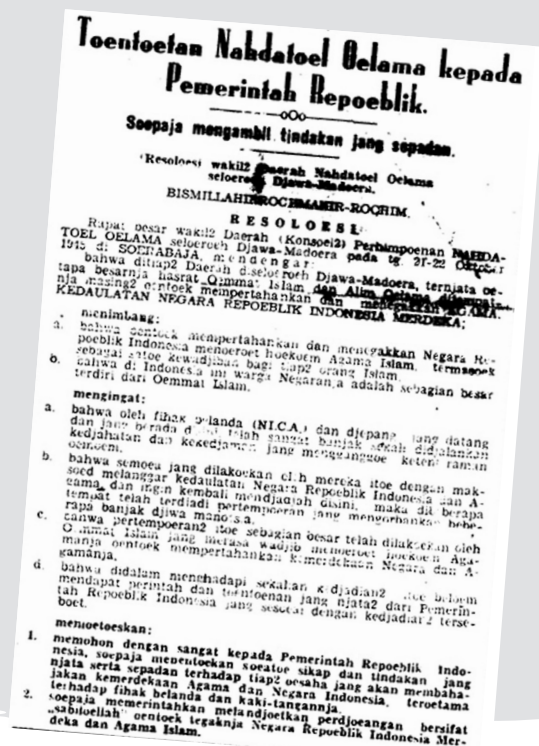 Toentoetan Nahdatoel Oelama kepada
Pemerintah Repoeblik.
—oOo—
Soepaja mengambil tindakan jang sepadan.
Resoloesi wakil2 Daerah Nahdatoel Oelama
seloeroeh Djawa-Madoera.
BISMILLAHIRROCHMANIR-ROCHIM.
RESOLOESI:
Rapat besar wakil2 Daerah (Konsoel2) Perhimpoenan NAHDA-
TOEL OELAMA seloeroeh Djawa-Madoera pada tg. 21-22 Oktober
1945 di SOERABAJA, mendengar:
bahwa ditiap2 Daerah diseloeroeh Djawa-Madoera, ternjata be-
tapa besarnja hasrat Oemmat Islam dan Alim Oelama
nja masing2 oentoek mempertahankan dan menegakkan AGAMA,
KEDAULATAN NEGARA REPOEBLIK INDONESIA MERDEKA;
menimbang:
a. bahwa oentoek mempertahankan dan menegakkan Negara Re-
poeblik Indonesia menoeroet hoekoem Agama Islam, termasoek
sebagai satoe kewadjiban bagi tiap2 orang Islam.
b. bahwa di Indonesia ini warga Negaranja adalah sebagian besar
terdiri dari Oemmat Islam.
mengingat:
a. bahwa oleh fihak belanda (N.I.C.A.) dan djepang jang datang
dan jang berada disini telah sangat banjak sekali didjalankan
kedjahatan dan kekedjaman jang mengganggoe ketenteraman
oemoem.
b. bahwa semoea jang dilakoekan oleh mereka itoe dengan mak-
soed melanggar kedaulatan Negara Repoeblik Indonesia dan A-
gama, dan ingin kembali mendjadjah disini, maka di beberapa
tempat telah terdjadi pertempoeran jang mengorbankan bebe-
rapa banjak djiwa manoesia.
c. bahwa pertempoeran2 itoe sebagian besar telah dilakoekan oleh
Oemmat Islam jang merasa wadjib menoeroet hoekoem Aga-
manja oentoek mempertahankan kemerdekaan Negara dan A-
gamanja.
d. bahwa didalam menghadapi sekalian kedjadian2 itoe beloem
mendapat perintah dan toentoenan jang njata2 dari Pemerin-
tah Repoeblik Indonesia jang sesoeai dengan kedjadian2 terse-
boet.
memoetoeskan:
1. memohon dengan sangat kepada Pemerintah Repoeblik Indo-
nesia, soepaja menentoekan soeatoe sikap dan tindakan jang
njata serta sepadan terhadap tiap2 oesaha jang akan membaha-
jakan kemerdekaan Agama dan Negara Indonesia, teroetama
terhadap fihak belanda dan kaki-tangannja.
2. soepaja memerintahkan melandjoetkan perdjoeangan bersifat
„sabiloellah" oentoek tegaknja Negara Repoeblik Indonesia Mer-
deka dan Agama Islam.